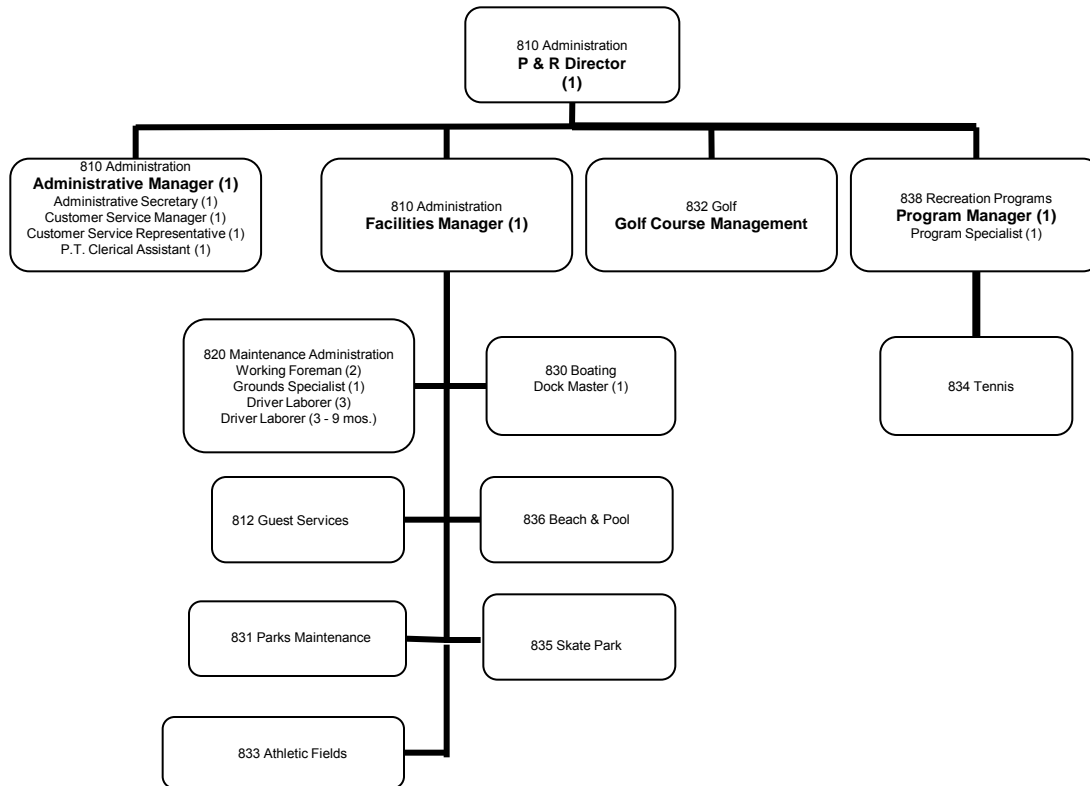 810 Administration
P & R Director
(1)
810 Administration
Administrative Manager (1)
Administrative Secretary (1)
Customer Service Manager (1)
Customer Service Representative (1)
P.T. Clerical Assistant (1)
810 Administration
Facilities Manager (1)
832 Golf
Golf Course Management
838 Recreation Programs
Program Manager (1)
Program Specialist (1)
820 Maintenance Administration
Working Foreman (2)
Grounds Specialist (1)
Driver Laborer (3)
Driver Laborer (3 - 9 mos.)
830 Boating
Dock Master (1)
834 Tennis
812 Guest Services
836 Beach & Pool
831 Parks Maintenance
835 Skate Park
833 Athletic Fields